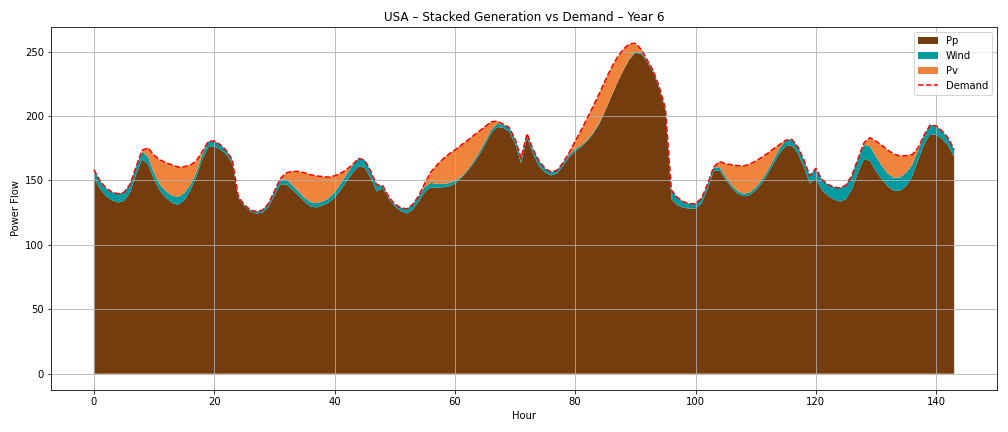 USA – Stacked Generation vs Demand – Year 6
Pp
Wind
Pv
Demand
Power Flow
250
200
150
100
50
0
0 20 40 60 80 100 120 140
Hour